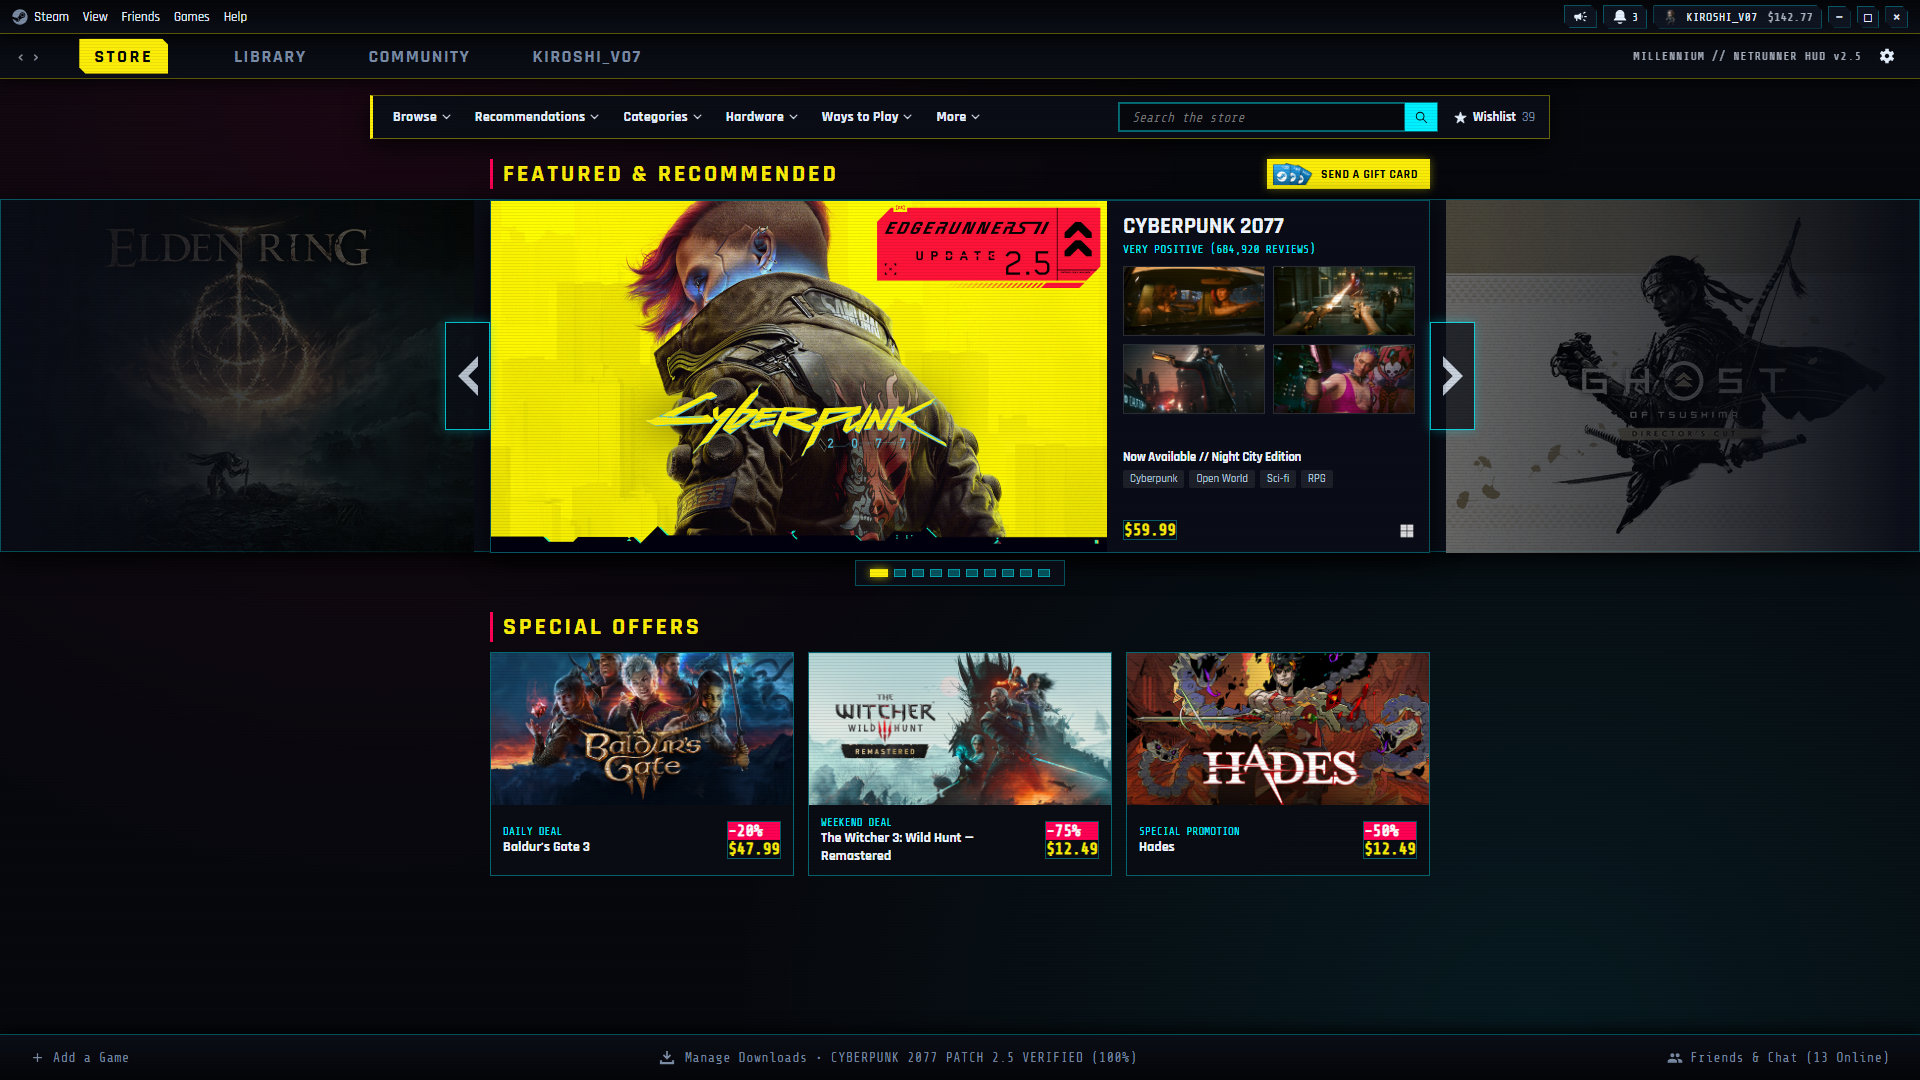 Steam View Friends Games Help
3
KIROSHI_V07 $142.77
STORE
LIBRARY
COMMUNITY
KIROSHI_V07
MILLENNIUM // NETRUNNER HUD v2.5
Browse
Recommendations
Categories
Hardware
Ways to Play
More
Search the store
Wishlist 39
FEATURED & RECOMMENDED
SEND A GIFT CARD
ELDEN RING
EDGERUNNERS
UPDATE 2.5
SAMURAI
Cyberpunk
2077
CYBERPUNK 2077
VERY POSITIVE (684,920 REVIEWS)
Now Available // Night City Edition
Cyberpunk
Open World
Sci-fi
RPG
$59.99
GHOST
OF TSUSHIMA
DIRECTOR'S CUT
SPECIAL OFFERS
Baldur's
Gate
DAILY DEAL
Baldur's Gate 3
-20%
$47.99
THE
WITCHER
WILD HUNT
REMASTERED
WEEKEND DEAL
The Witcher 3: Wild Hunt —
Remastered
-75%
$12.49
HADES
SPECIAL PROMOTION
Hades
-50%
$12.49
+ Add a Game
Manage Downloads · CYBERPUNK 2077 PATCH 2.5 VERIFIED (100%)
Friends & Chat (13 Online)